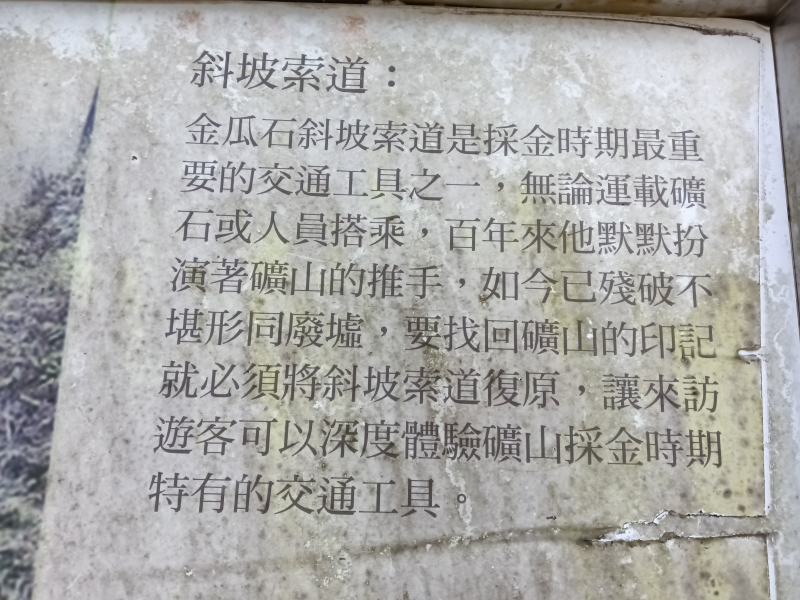 斜坡索道：
金瓜石斜坡索道是採金時期最重
要的交通工具之一，無論運載礦
石或人員搭乘，百年來他默默扮
演著礦山的推手，如今已殘破不
堪形同廢墟，要找回礦山的印記
就必須將斜坡索道復原，讓來訪
遊客可以深度體驗礦山採金時期
特有的交通工具。